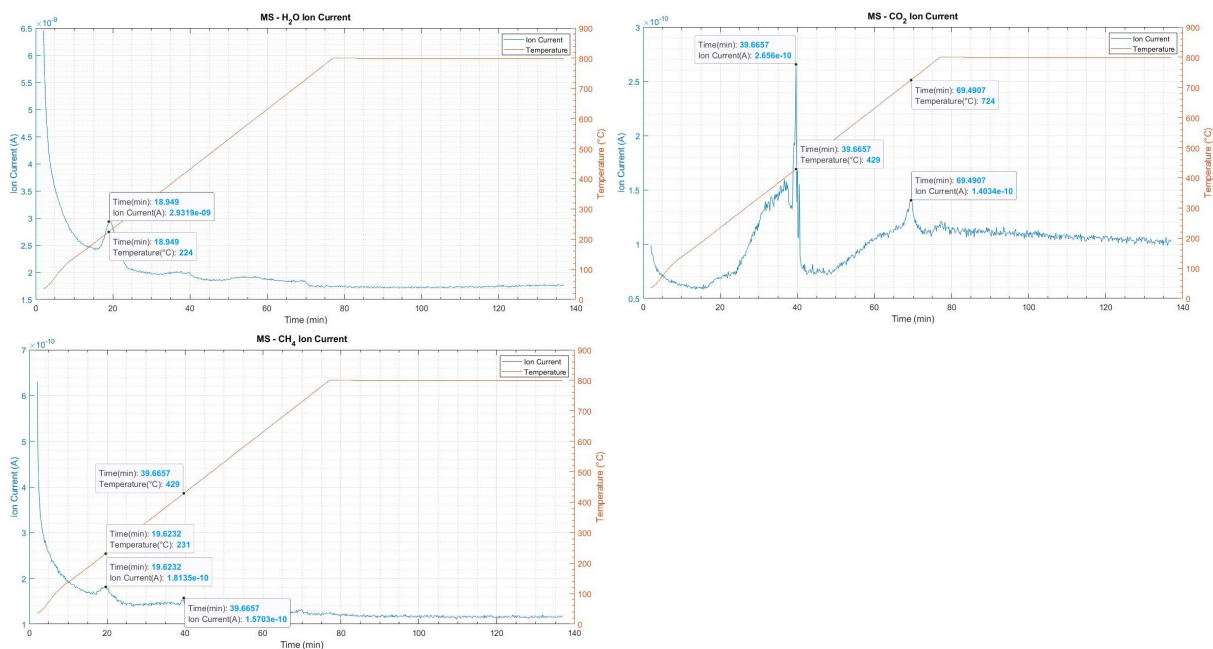 MS - H2O Ion Current
×10-9
Ion Current
Temperature
6.5
6
5.5
5
4.5
4
3.5
3
2.5
2
1.5
Ion Current (A)
900
800
700
600
500
400
300
200
100
0
Temperature (°C)
Time(min): 18.949
Ion Current(A): 2.9319e-09
Time(min): 18.949
Temperature(°C): 224
0 20 40 60 80 100 120 140
Time (min)
MS - CO2 Ion Current
×10-10
Ion Current
Temperature
3
2.5
2
1.5
1
0.5
Ion Current (A)
900
800
700
600
500
400
300
200
100
0
Temperature (°C)
Time(min): 39.6657
Ion Current(A): 2.656e-10
Time(min): 69.4907
Temperature(°C): 724
Time(min): 39.6657
Temperature(°C): 429
Time(min): 69.4907
Ion Current(A): 1.4034e-10
0 20 40 60 80 100 120 140
Time (min)
MS - CH4 Ion Current
×10-10
Ion Current
Temperature
7
6
5
4
3
2
1
Ion Current (A)
900
800
700
600
500
400
300
200
100
0
Temperature (°C)
Time(min): 39.6657
Temperature(°C): 429
Time(min): 19.6232
Temperature(°C): 231
Time(min): 19.6232
Ion Current(A): 1.8135e-10
Time(min): 39.6657
Ion Current(A): 1.5703e-10
0 20 40 60 80 100 120 140
Time (min)